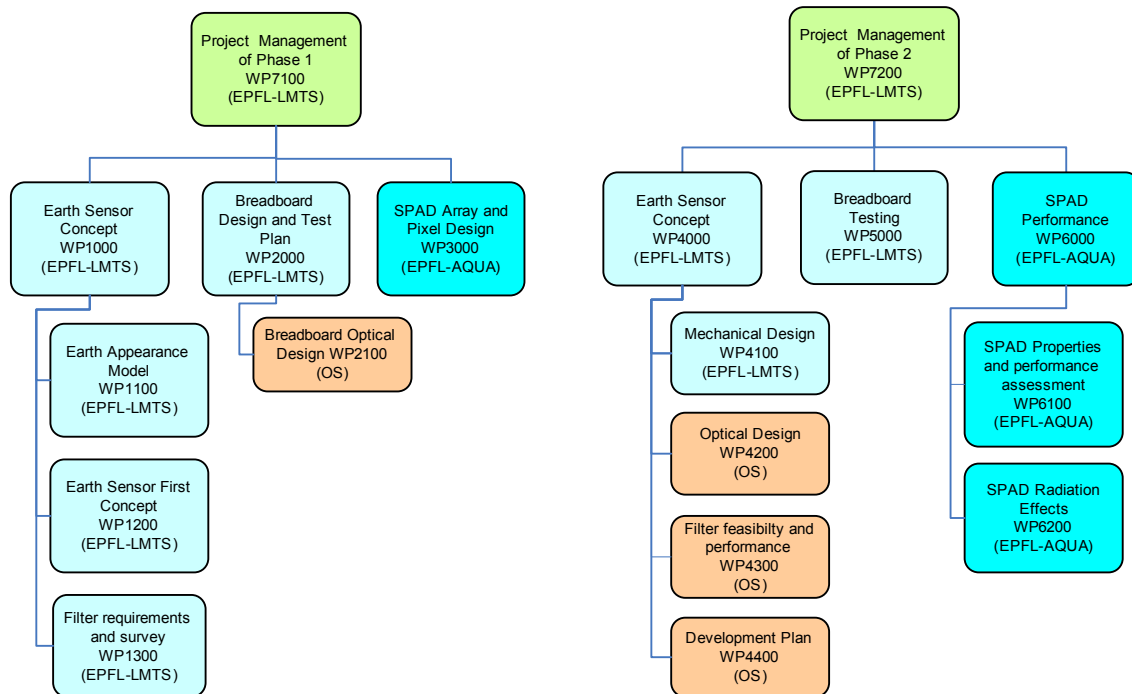 Project Management
of Phase 1
WP7100
(EPFL-LMTS)
Earth Sensor
Concept
WP1000
(EPFL-LMTS)
Breadboard
Design and Test
Plan
WP2000
(EPFL-LMTS)
SPAD Array and
Pixel Design
WP3000
(EPFL-AQUA)
Earth Appearance
Model
WP1100
(EPFL-LMTS)
Breadboard Optical
Design WP2100
(OS)
Earth Sensor First
Concept
WP1200
(EPFL-LMTS)
Filter requirements
and survey
WP1300
(EPFL-LMTS)
Project Management
of Phase 2
WP7200
(EPFL-LMTS)
Earth Sensor
Concept
WP4000
(EPFL-LMTS)
Breadboard
Testing
WP5000
(EPFL-LMTS)
SPAD
Performance
WP6000
(EPFL-AQUA)
Mechanical Design
WP4100
(EPFL-LMTS)
Optical Design
WP4200
(OS)
Filter feasibilty and
performance
WP4300
(OS)
Development Plan
WP4400
(OS)
SPAD Properties
and performance
assessment
WP6100
(EPFL-AQUA)
SPAD Radiation
Effects
WP6200
(EPFL-AQUA)